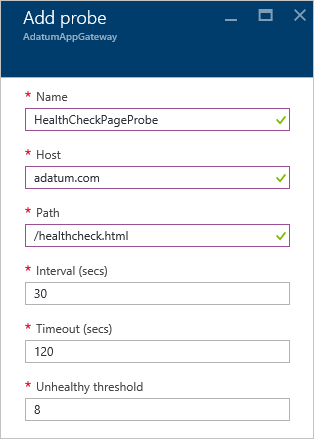 Add probe
AdatumAppGateway
* Name
HealthCheckPageProbe
* Host
adatum.com
* Path
/healthcheck.html
* Interval (secs)
30
* Timeout (secs)
120
* Unhealthy threshold
8